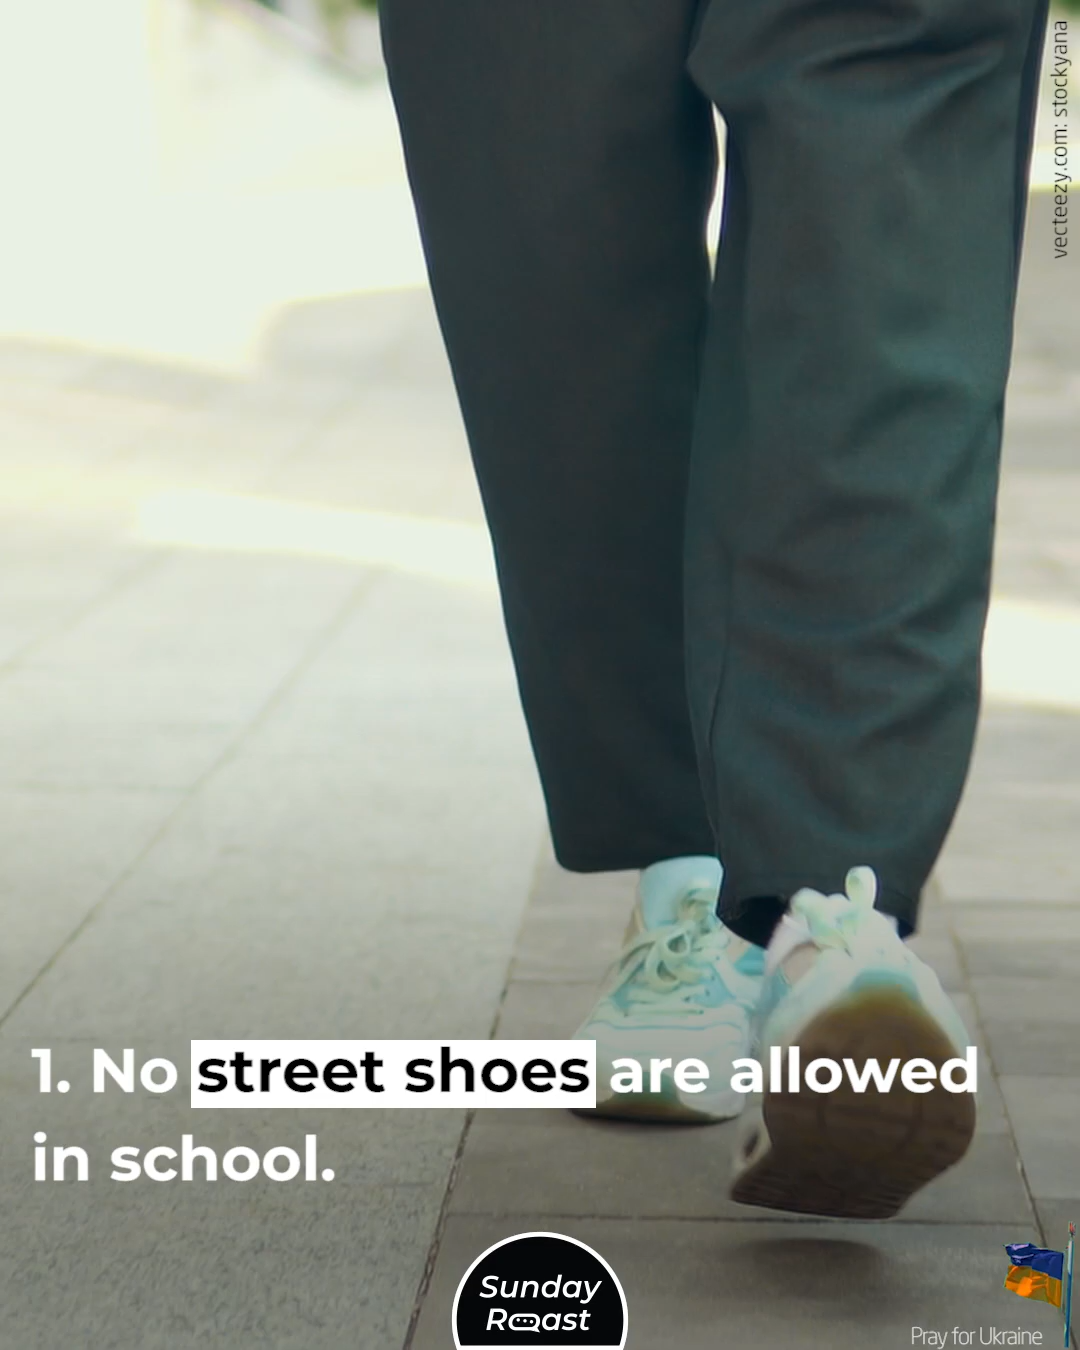 vecteezy.com: stockyana
1. No street shoes are allowed
in school.
Sunday
Roast
Pray for Ukraine